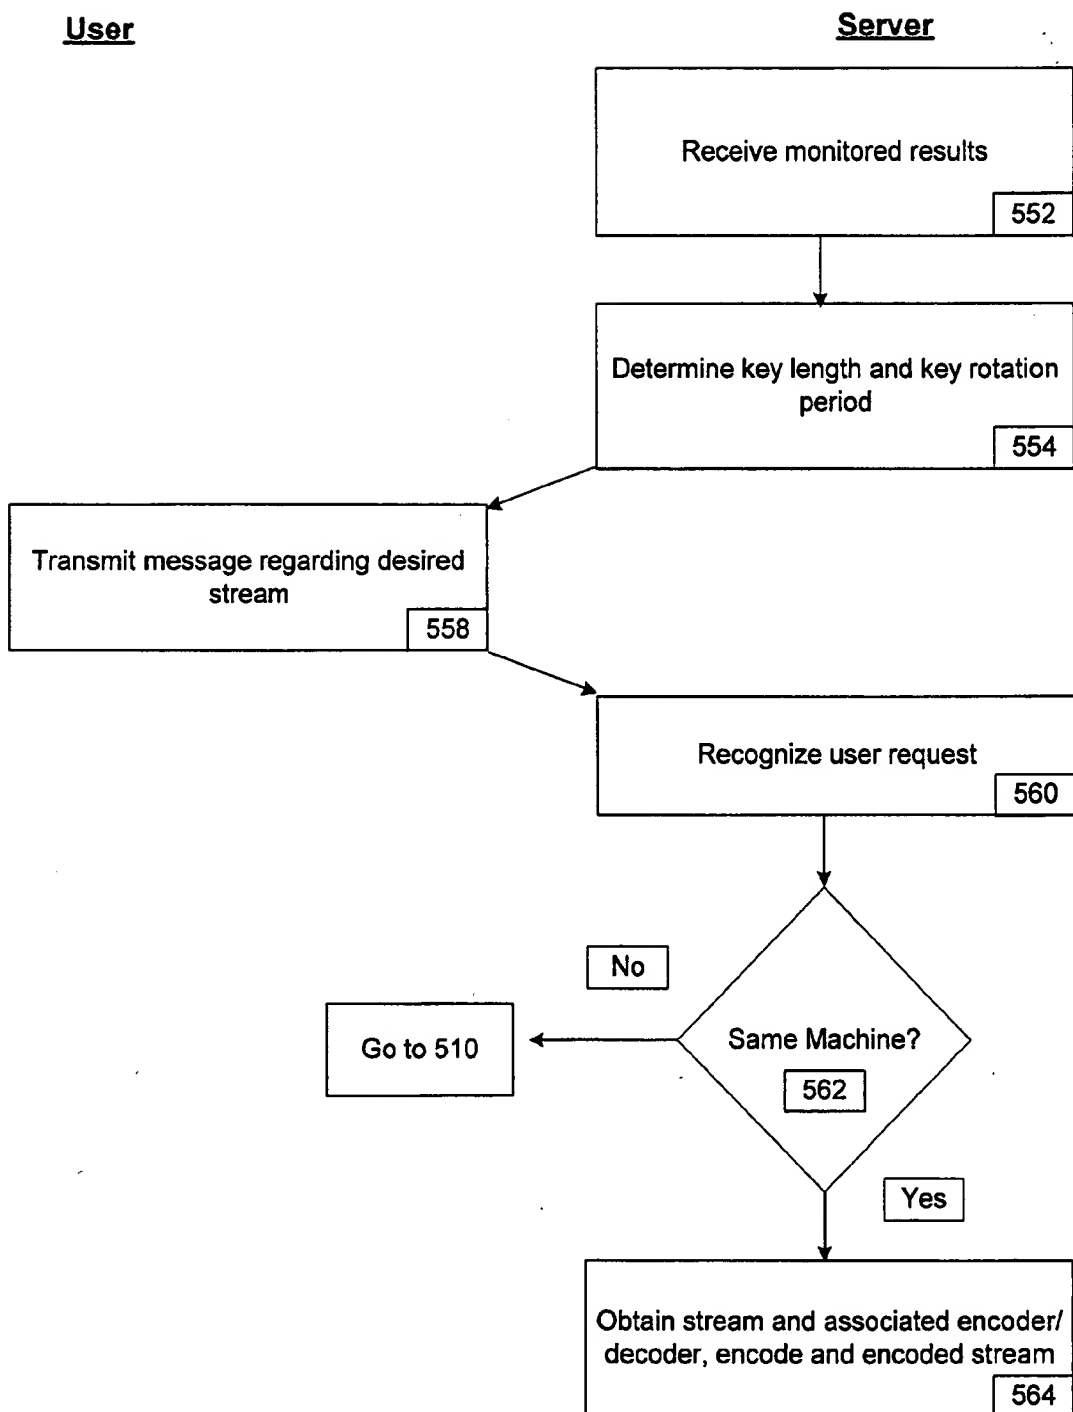 User
Server
Receive monitored results
552
Determine key length and key rotation
period
554
Transmit message regarding desired
stream
558
Recognize user request
560
No
Go to 510
Same Machine?
562
Yes
Obtain stream and associated encoder/
decoder, encode and encoded stream
564